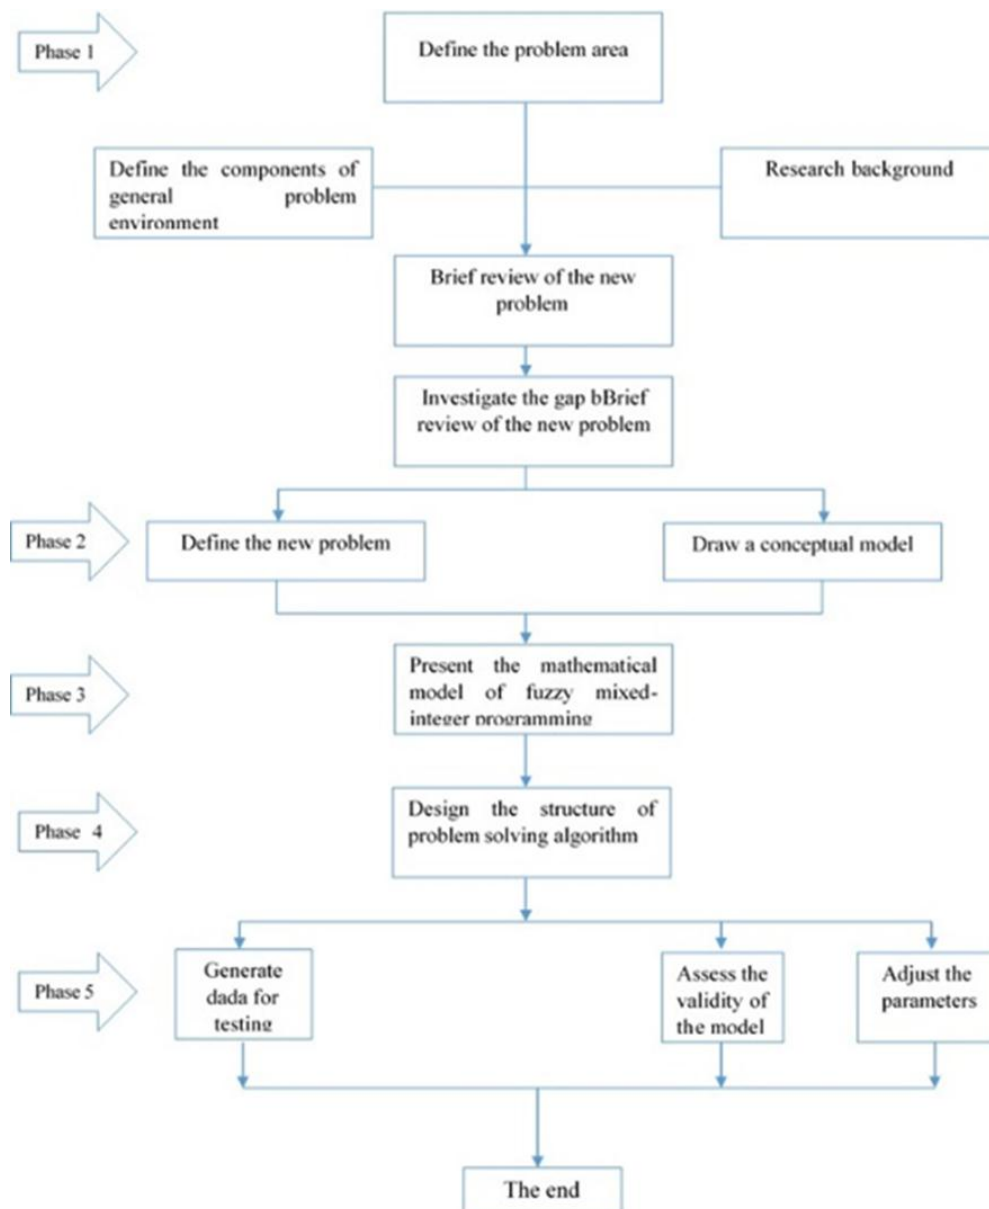 Phase 1
Define the problem area
Define the components of
general problem
environment
Research background
Brief review of the new
problem
Investigate the gap bBrief
review of the new problem
Phase 2
Define the new problem
Draw a conceptual model
Phase 3
Present the mathematical
model of fuzzy mixed-
integer programming
Phase 4
Design the structure of
problem solving algorithm
Phase 5
Generate
dada for
testing
Assess the
validity of
the model
Adjust the
parameters
The end